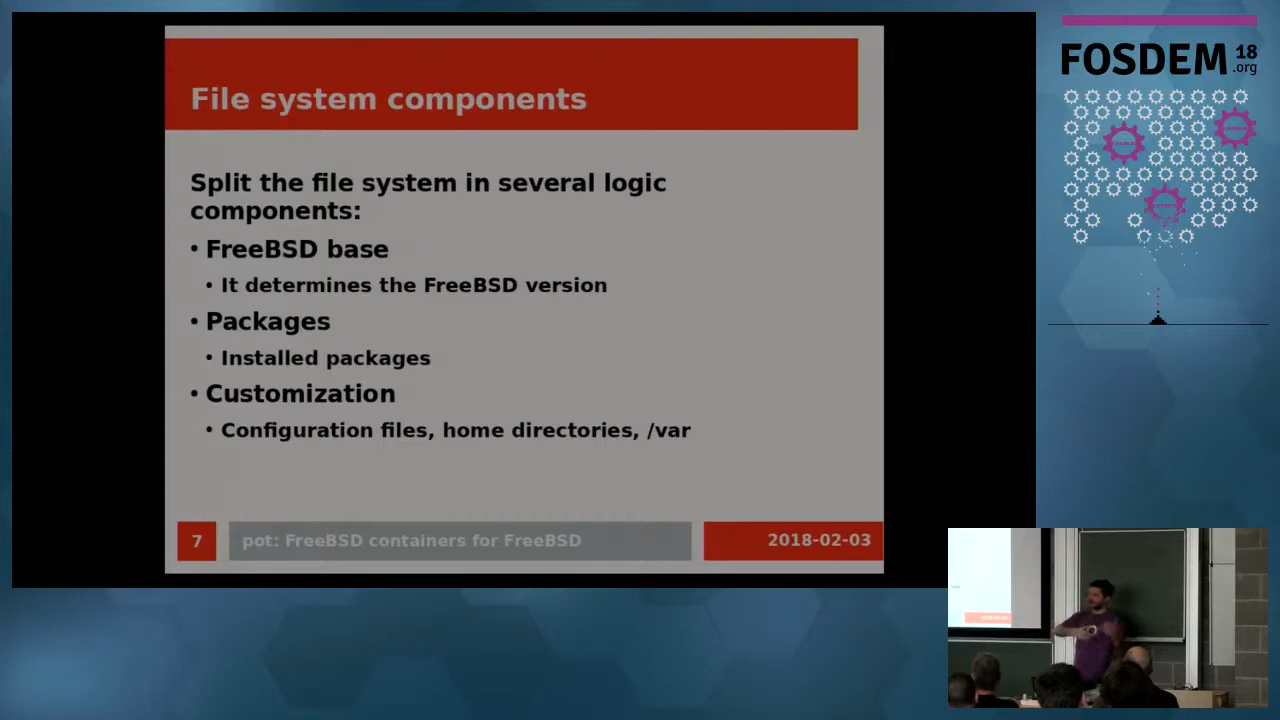 File system components
Split the file system in several logic
components:
• FreeBSD base
• It determines the FreeBSD version
• Packages
• Installed packages
• Customization
• Configuration files, home directories, /var
7
pot: FreeBSD containers for FreeBSD
2018-02-03
FOSDEM 18
.org